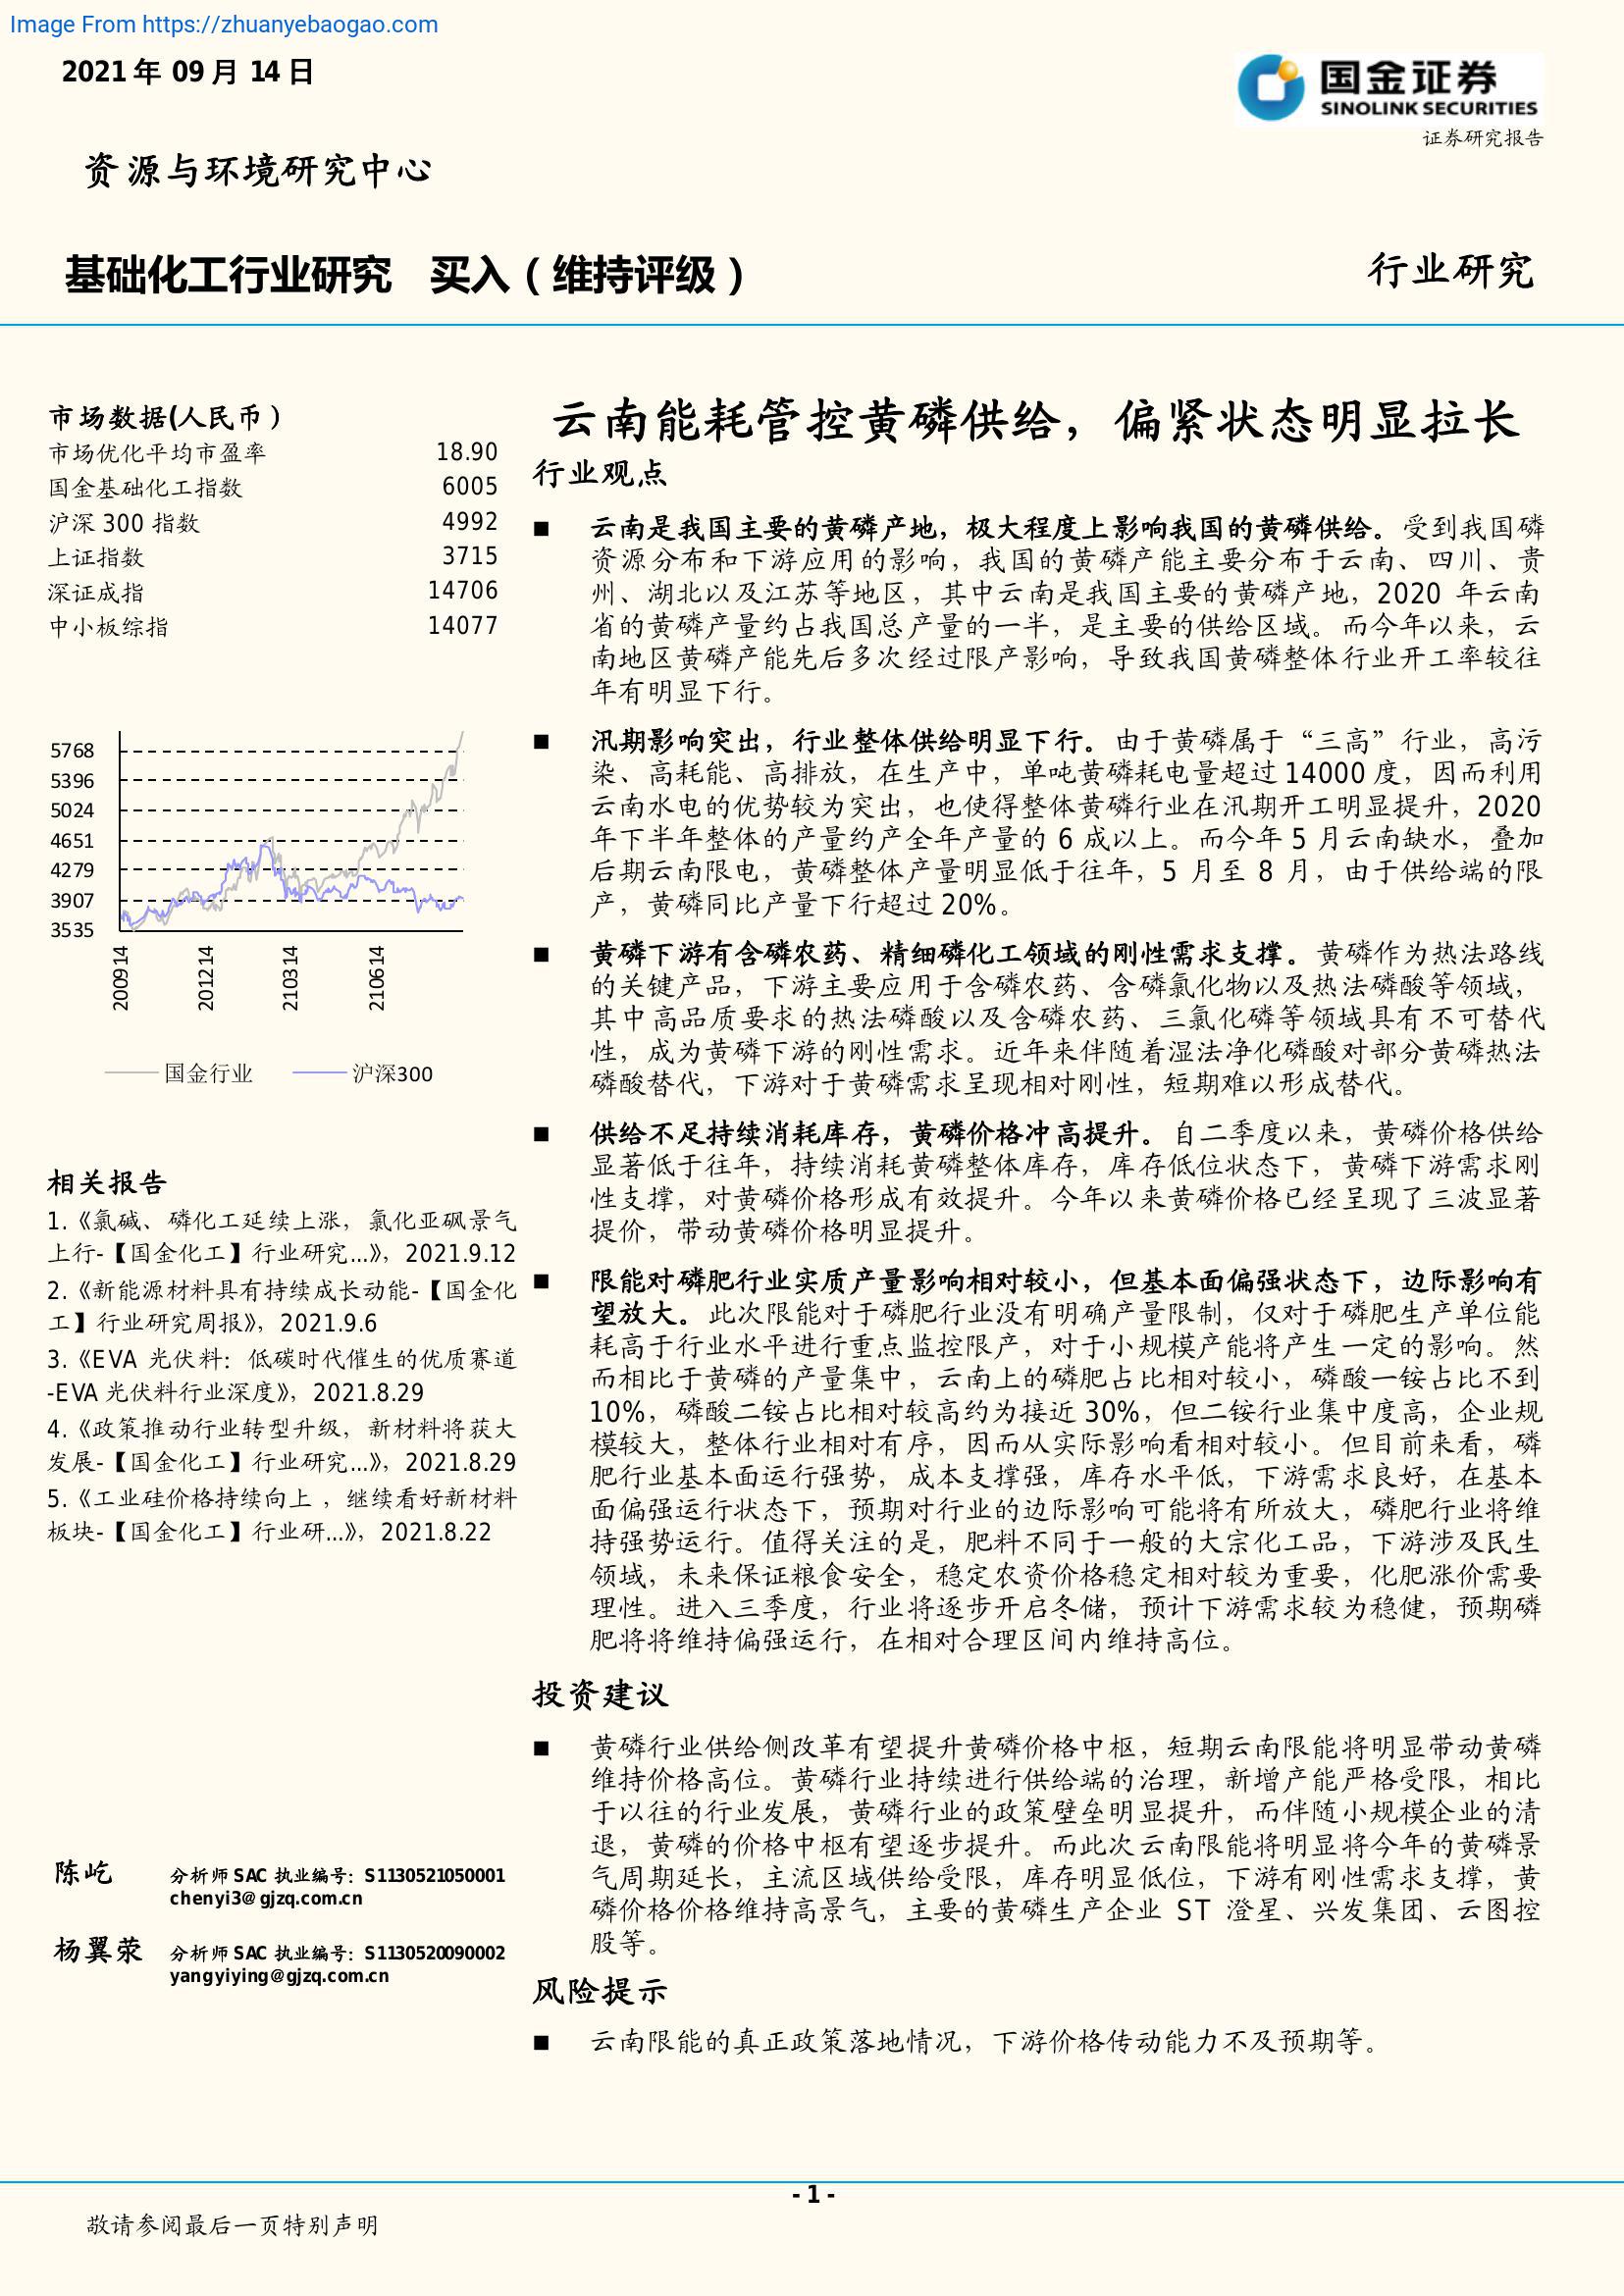 Image From https://zhuanyebaogao.com
2021 年 09 月 14 日
国金证券
SINOLINK SECURITIES
证券研究报告
资源与环境研究中心
基础化工行业研究 买入（维持评级）
行业研究
市场数据(人民币）
市场优化平均市盈率 18.90
国金基础化工指数 6005
沪深 300 指数 4992
上证指数 3715
深证成指 14706
中小板综指 14077
5768
5396
5024
4651
4279
3907
3535
200914
201214
210314
210614
国金行业 沪深300
相关报告
1.《氯碱、磷化工延续上涨，氯化亚砜景气
上行-【国金化工】行业研究...》，2021.9.12
2.《新能源材料具有持续成长动能-【国金化
工】行业研究周报》，2021.9.6
3.《EVA 光伏料：低碳时代催生的优质赛道
-EVA 光伏料行业深度》，2021.8.29
4.《政策推动行业转型升级，新材料将获大
发展-【国金化工】行业研究...》，2021.8.29
5.《工业硅价格持续向上 ，继续看好新材料
板块-【国金化工】行业研...》，2021.8.22
陈屹 分析师 SAC 执业编号：S1130521050001
chenyi3@gjzq.com.cn
杨翼荥 分析师 SAC 执业编号：S1130520090002
yangyiying@gjzq.com.cn
云南能耗管控黄磷供给，偏紧状态明显拉长
行业观点
■ 云南是我国主要的黄磷产地，极大程度上影响我国的黄磷供给。受到我国磷
资源分布和下游应用的影响，我国的黄磷产能主要分布于云南、四川、贵
州、湖北以及江苏等地区，其中云南是我国主要的黄磷产地，2020 年云南
省的黄磷产量约占我国总产量的一半，是主要的供给区域。而今年以来，云
南地区黄磷产能先后多次经过限产影响，导致我国黄磷整体行业开工率较往
年有明显下行。
■ 汛期影响突出，行业整体供给明显下行。由于黄磷属于“三高”行业，高污
染、高耗能、高排放，在生产中，单吨黄磷耗电量超过 14000 度，因而利用
云南水电的优势较为突出，也使得整体黄磷行业在汛期开工明显提升，2020
年下半年整体的产量约产全年产量的 6 成以上。而今年 5 月云南缺水，叠加
后期云南限电，黄磷整体产量明显低于往年，5 月至 8 月，由于供给端的限
产，黄磷同比产量下行超过 20%。
■ 黄磷下游有含磷农药、精细磷化工领域的刚性需求支撑。黄磷作为热法路线
的关键产品，下游主要应用于含磷农药、含磷氯化物以及热法磷酸等领域，
其中高品质要求的热法磷酸以及含磷农药、三氯化磷等领域具有不可替代
性，成为黄磷下游的刚性需求。近年来伴随着湿法净化磷酸对部分黄磷热法
磷酸替代，下游对于黄磷需求呈现相对刚性，短期难以形成替代。
■ 供给不足持续消耗库存，黄磷价格冲高提升。自二季度以来，黄磷价格供给
显著低于往年，持续消耗黄磷整体库存，库存低位状态下，黄磷下游需求刚
性支撑，对黄磷价格形成有效提升。今年以来黄磷价格已经呈现了三波显著
提价，带动黄磷价格明显提升。
■ 限能对磷肥行业实质产量影响相对较小，但基本面偏强状态下，边际影响有
望放大。此次限能对于磷肥行业没有明确产量限制，仅对于磷肥生产单位能
耗高于行业水平进行重点监控限产，对于小规模产能将产生一定的影响。然
而相比于黄磷的产量集中，云南上的磷肥占比相对较小，磷酸一铵占比不到
10%，磷酸二铵占比相对较高约为接近 30%，但二铵行业集中度高，企业规
模较大，整体行业相对有序，因而从实际影响看相对较小。但目前来看，磷
肥行业基本面运行强势，成本支撑强，库存水平低，下游需求良好，在基本
面偏强运行状态下，预期对行业的边际影响可能将有所放大，磷肥行业将维
持强势运行。值得关注的是，肥料不同于一般的大宗化工品，下游涉及民生
领域，未来保证粮食安全，稳定农资价格稳定相对较为重要，化肥涨价需要
理性。进入三季度，行业将逐步开启冬储，预计下游需求较为稳健，预期磷
肥将将维持偏强运行，在相对合理区间内维持高位。
投资建议
■ 黄磷行业供给侧改革有望提升黄磷价格中枢，短期云南限能将明显带动黄磷
维持价格高位。黄磷行业持续进行供给端的治理，新增产能严格受限，相比
于以往的行业发展，黄磷行业的政策壁垒明显提升，而伴随小规模企业的清
退，黄磷的价格中枢有望逐步提升。而此次云南限能将明显将今年的黄磷景
气周期延长，主流区域供给受限，库存明显低位，下游有刚性需求支撑，黄
磷价格价格维持高景气，主要的黄磷生产企业 ST 澄星、兴发集团、云图控
股等。
风险提示
■ 云南限能的真正政策落地情况，下游价格传动能力不及预期等。
- 1 -
敬请参阅最后一页特别声明